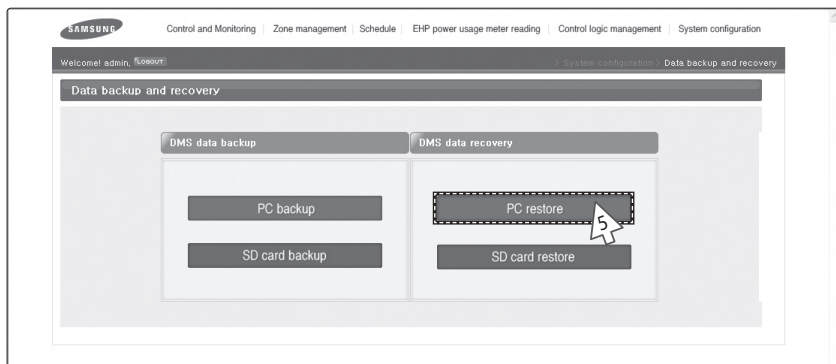 SAMSUNG
Control and Monitoring | Zone management | Schedule | EHP power usage meter reading | Control logic management | System configuration
Welcome! admin, LOGOUT > System configuration > Data backup and recovery
Data backup and recovery
DMS data backup
DMS data recovery
PC backup
PC restore
5
SD card backup
SD card restore